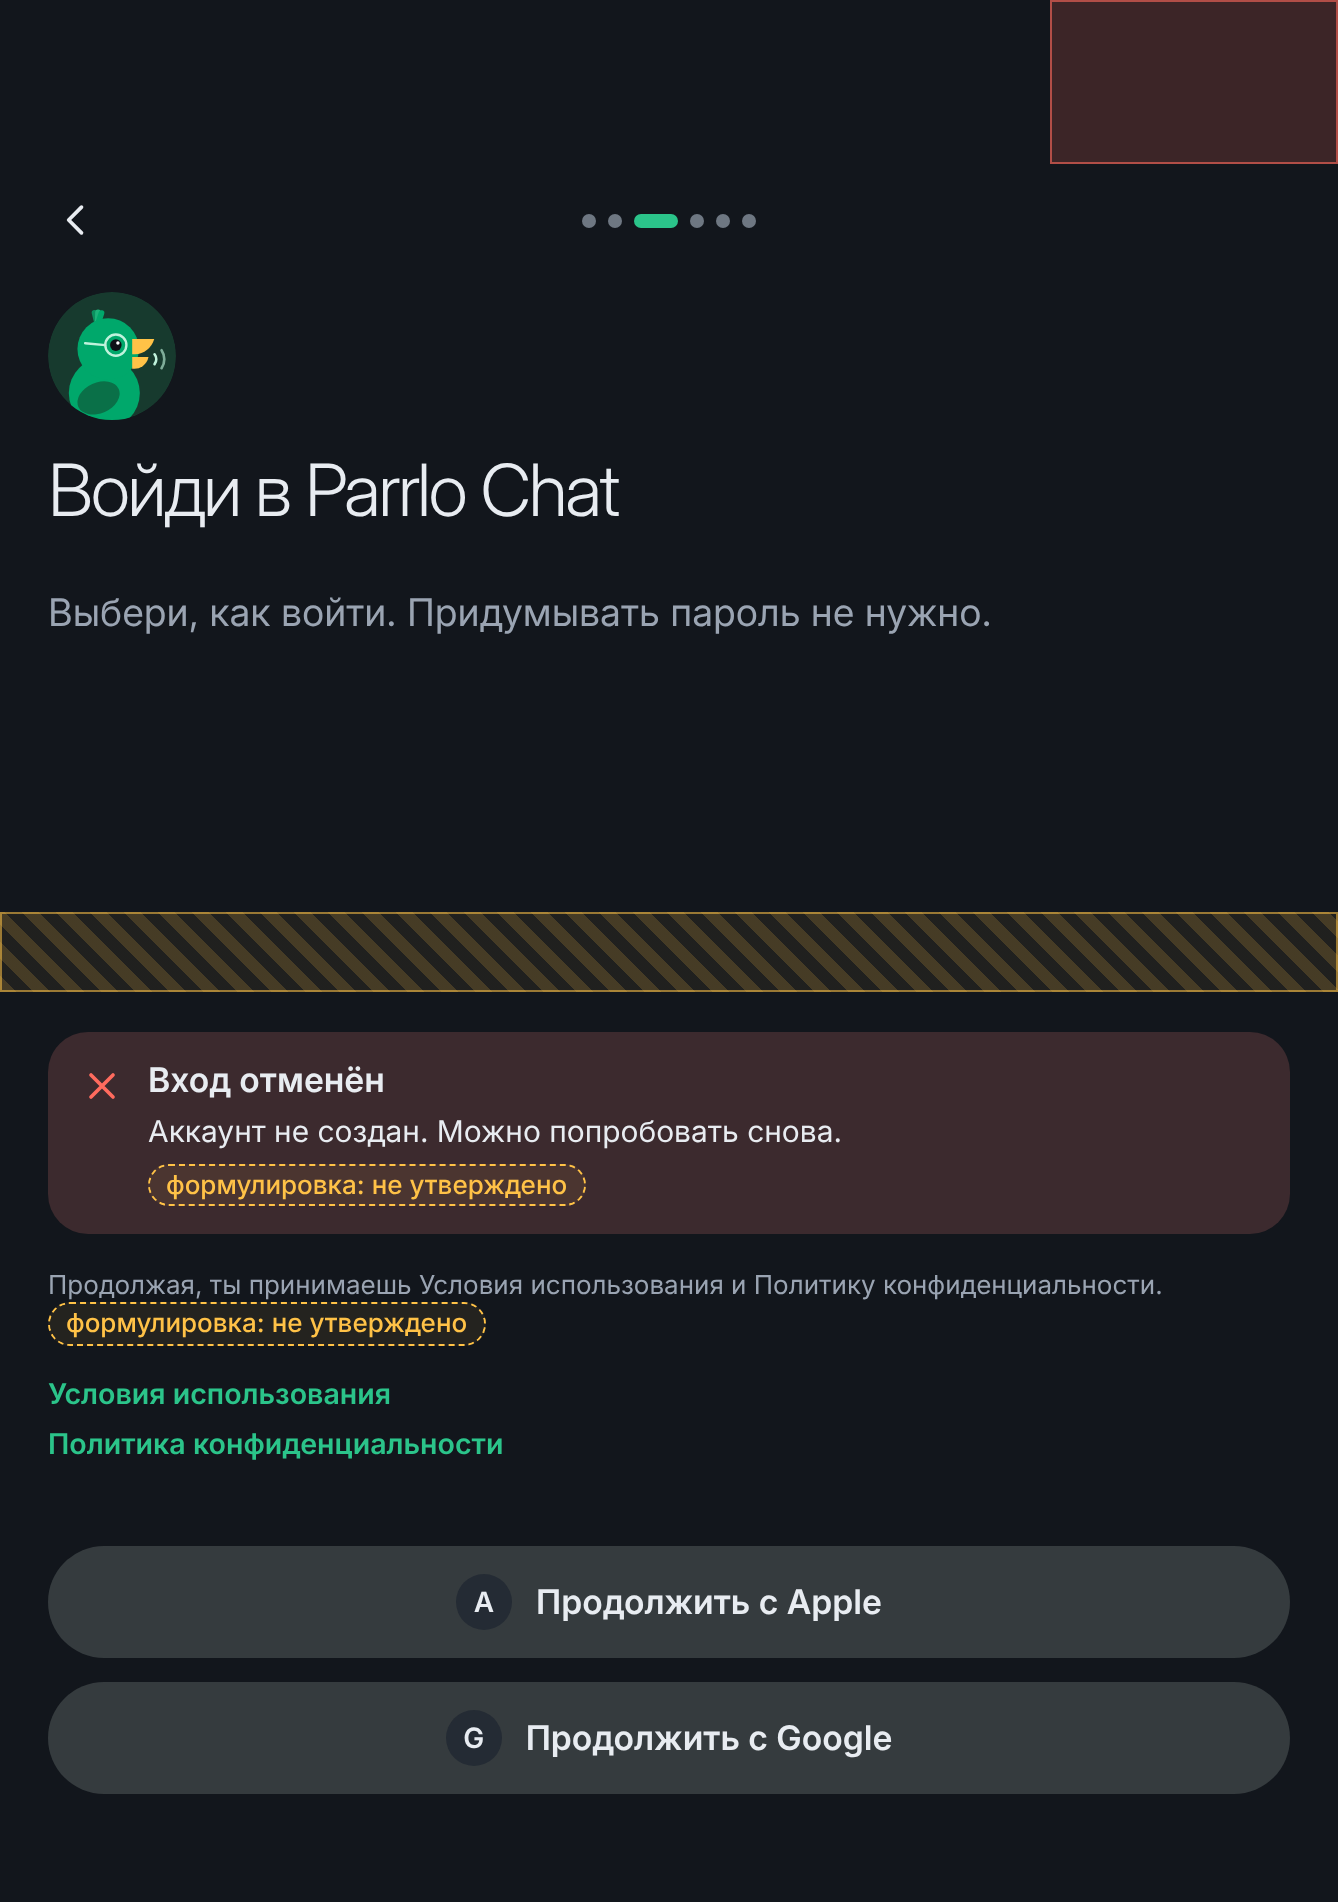 Войди в Parrlo Chat
Выбери, как войти. Придумывать пароль не нужно.
Вход отменён
Аккаунт не создан. Можно попробовать снова.
формулировка: не утверждено
Продолжая, ты принимаешь Условия использования и Политику конфиденциальности.
формулировка: не утверждено
Условия использования
Политика конфиденциальности
A Продолжить с Apple
G Продолжить с Google